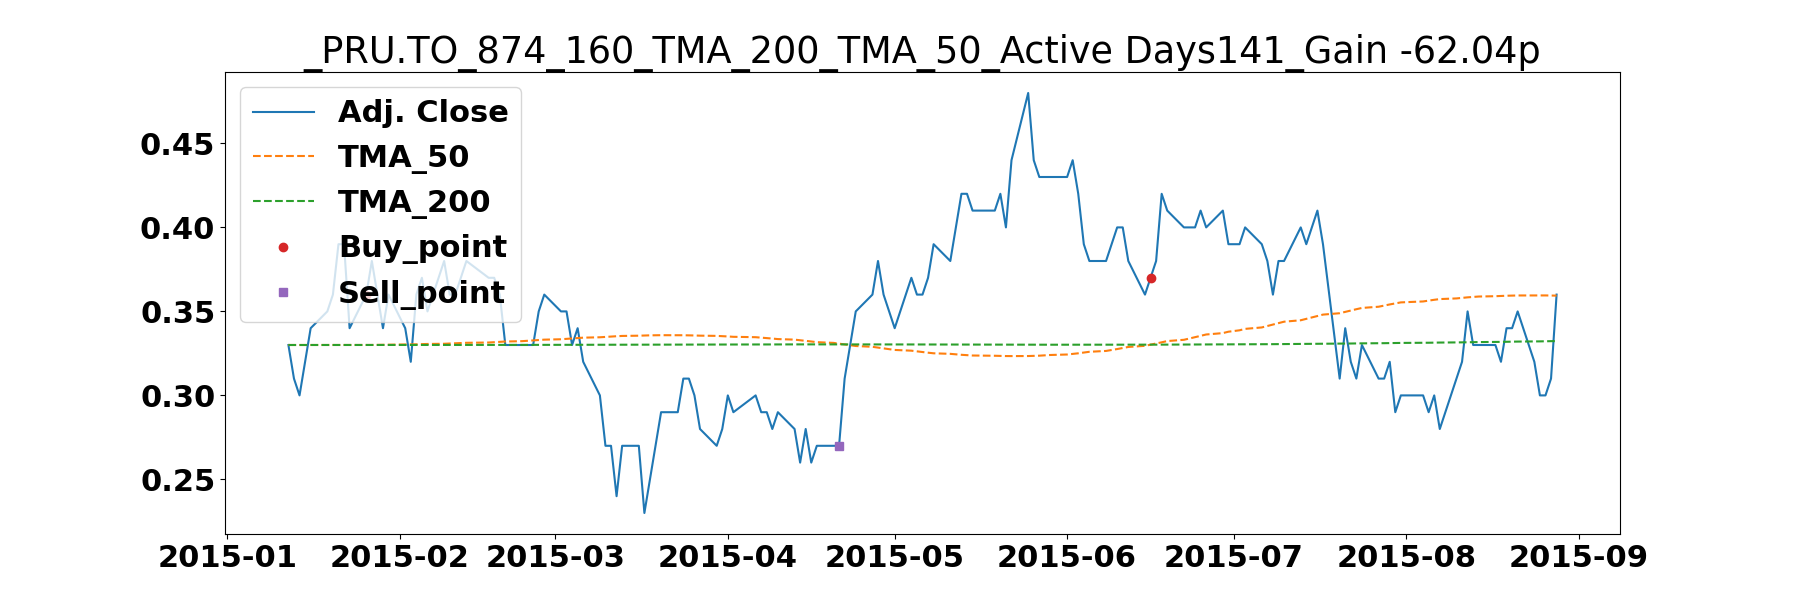 _PRU.TO_874_160_TMA_200_TMA_50_Active Days141_Gain -62.04p
Adj. Close
TMA_50
TMA_200
Buy_point
Sell_point
0.45
0.40
0.35
0.30
0.25
2015-01 2015-02 2015-03 2015-04 2015-05 2015-06 2015-07 2015-08 2015-09